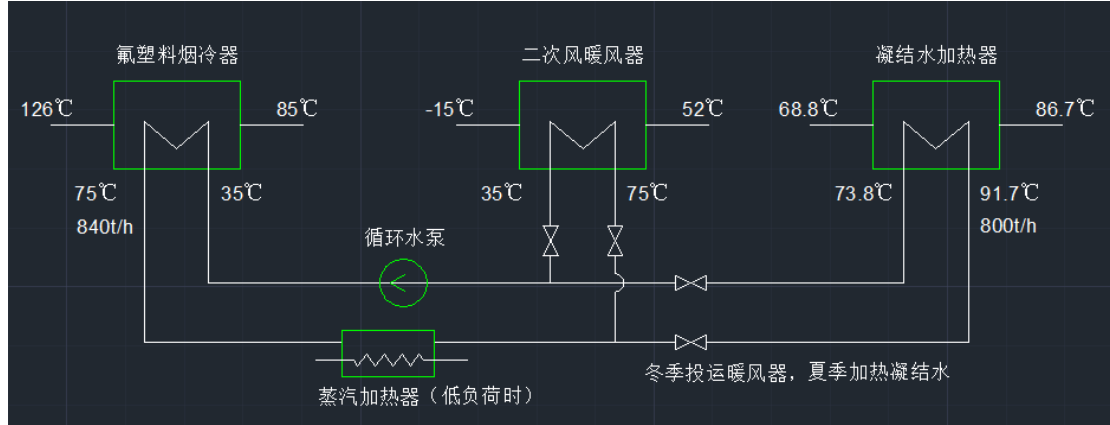 氟塑料烟冷器
二次风暖风器
凝结水加热器
126℃
85℃
-15℃
52℃
68.8℃
86.7℃
75℃
35℃
35℃
75℃
73.8℃
91.7℃
840t/h
800t/h
循环水泵
冬季投运暖风器，夏季加热凝结水
蒸汽加热器（低负荷时）